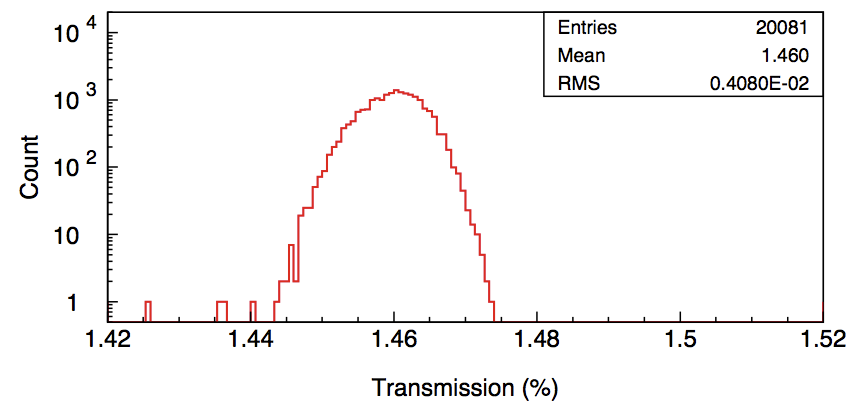 Entries 20081
Mean 1.460
RMS 0.4080E-02
10 4
10 3
10 2
10
1
Count
1.42 1.44 1.46 1.48 1.5 1.52
Transmission (%)